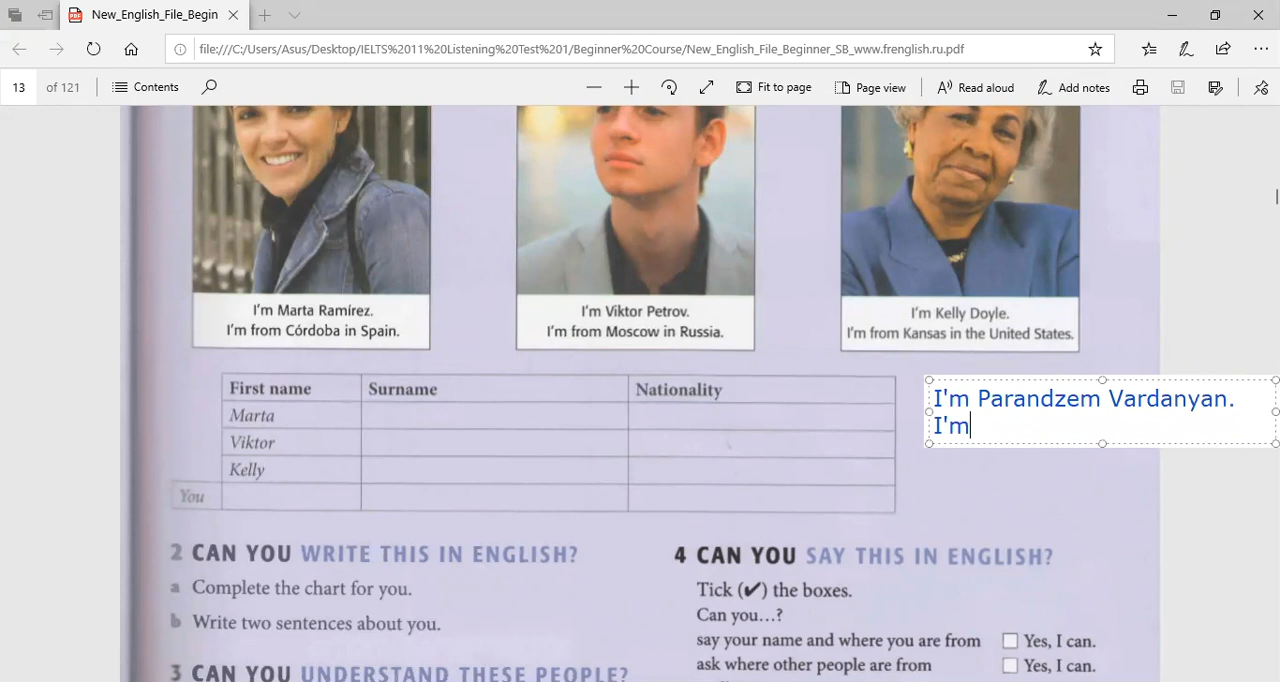 New_English_File_Begin
file:///C:/Users/Asus/Desktop/IELTS%2011%20Listening%20Test%201/Beginner%20Course/New_English_File_Beginner_SB_www.frenglish.ru.pdf
13 of 121 Contents Fit to page Page view Read aloud Add notes
I'm Marta Ramírez.
I'm from Córdoba in Spain.
I'm Viktor Petrov.
I'm from Moscow in Russia.
I'm Kelly Doyle.
I'm from Kansas in the United States.
First name Surname Nationality
Marta
Viktor
Kelly
You
I'm Parandzem Vardanyan.
I'm
2 CAN YOU WRITE THIS IN ENGLISH?
a Complete the chart for you.
b Write two sentences about you.
3 CAN YOU UNDERSTAND THESE PEOPLE?
4 CAN YOU SAY THIS IN ENGLISH?
Tick (✔) the boxes.
Can you...?
say your name and where you are from Yes, I can.
ask where other people are from Yes, I can.